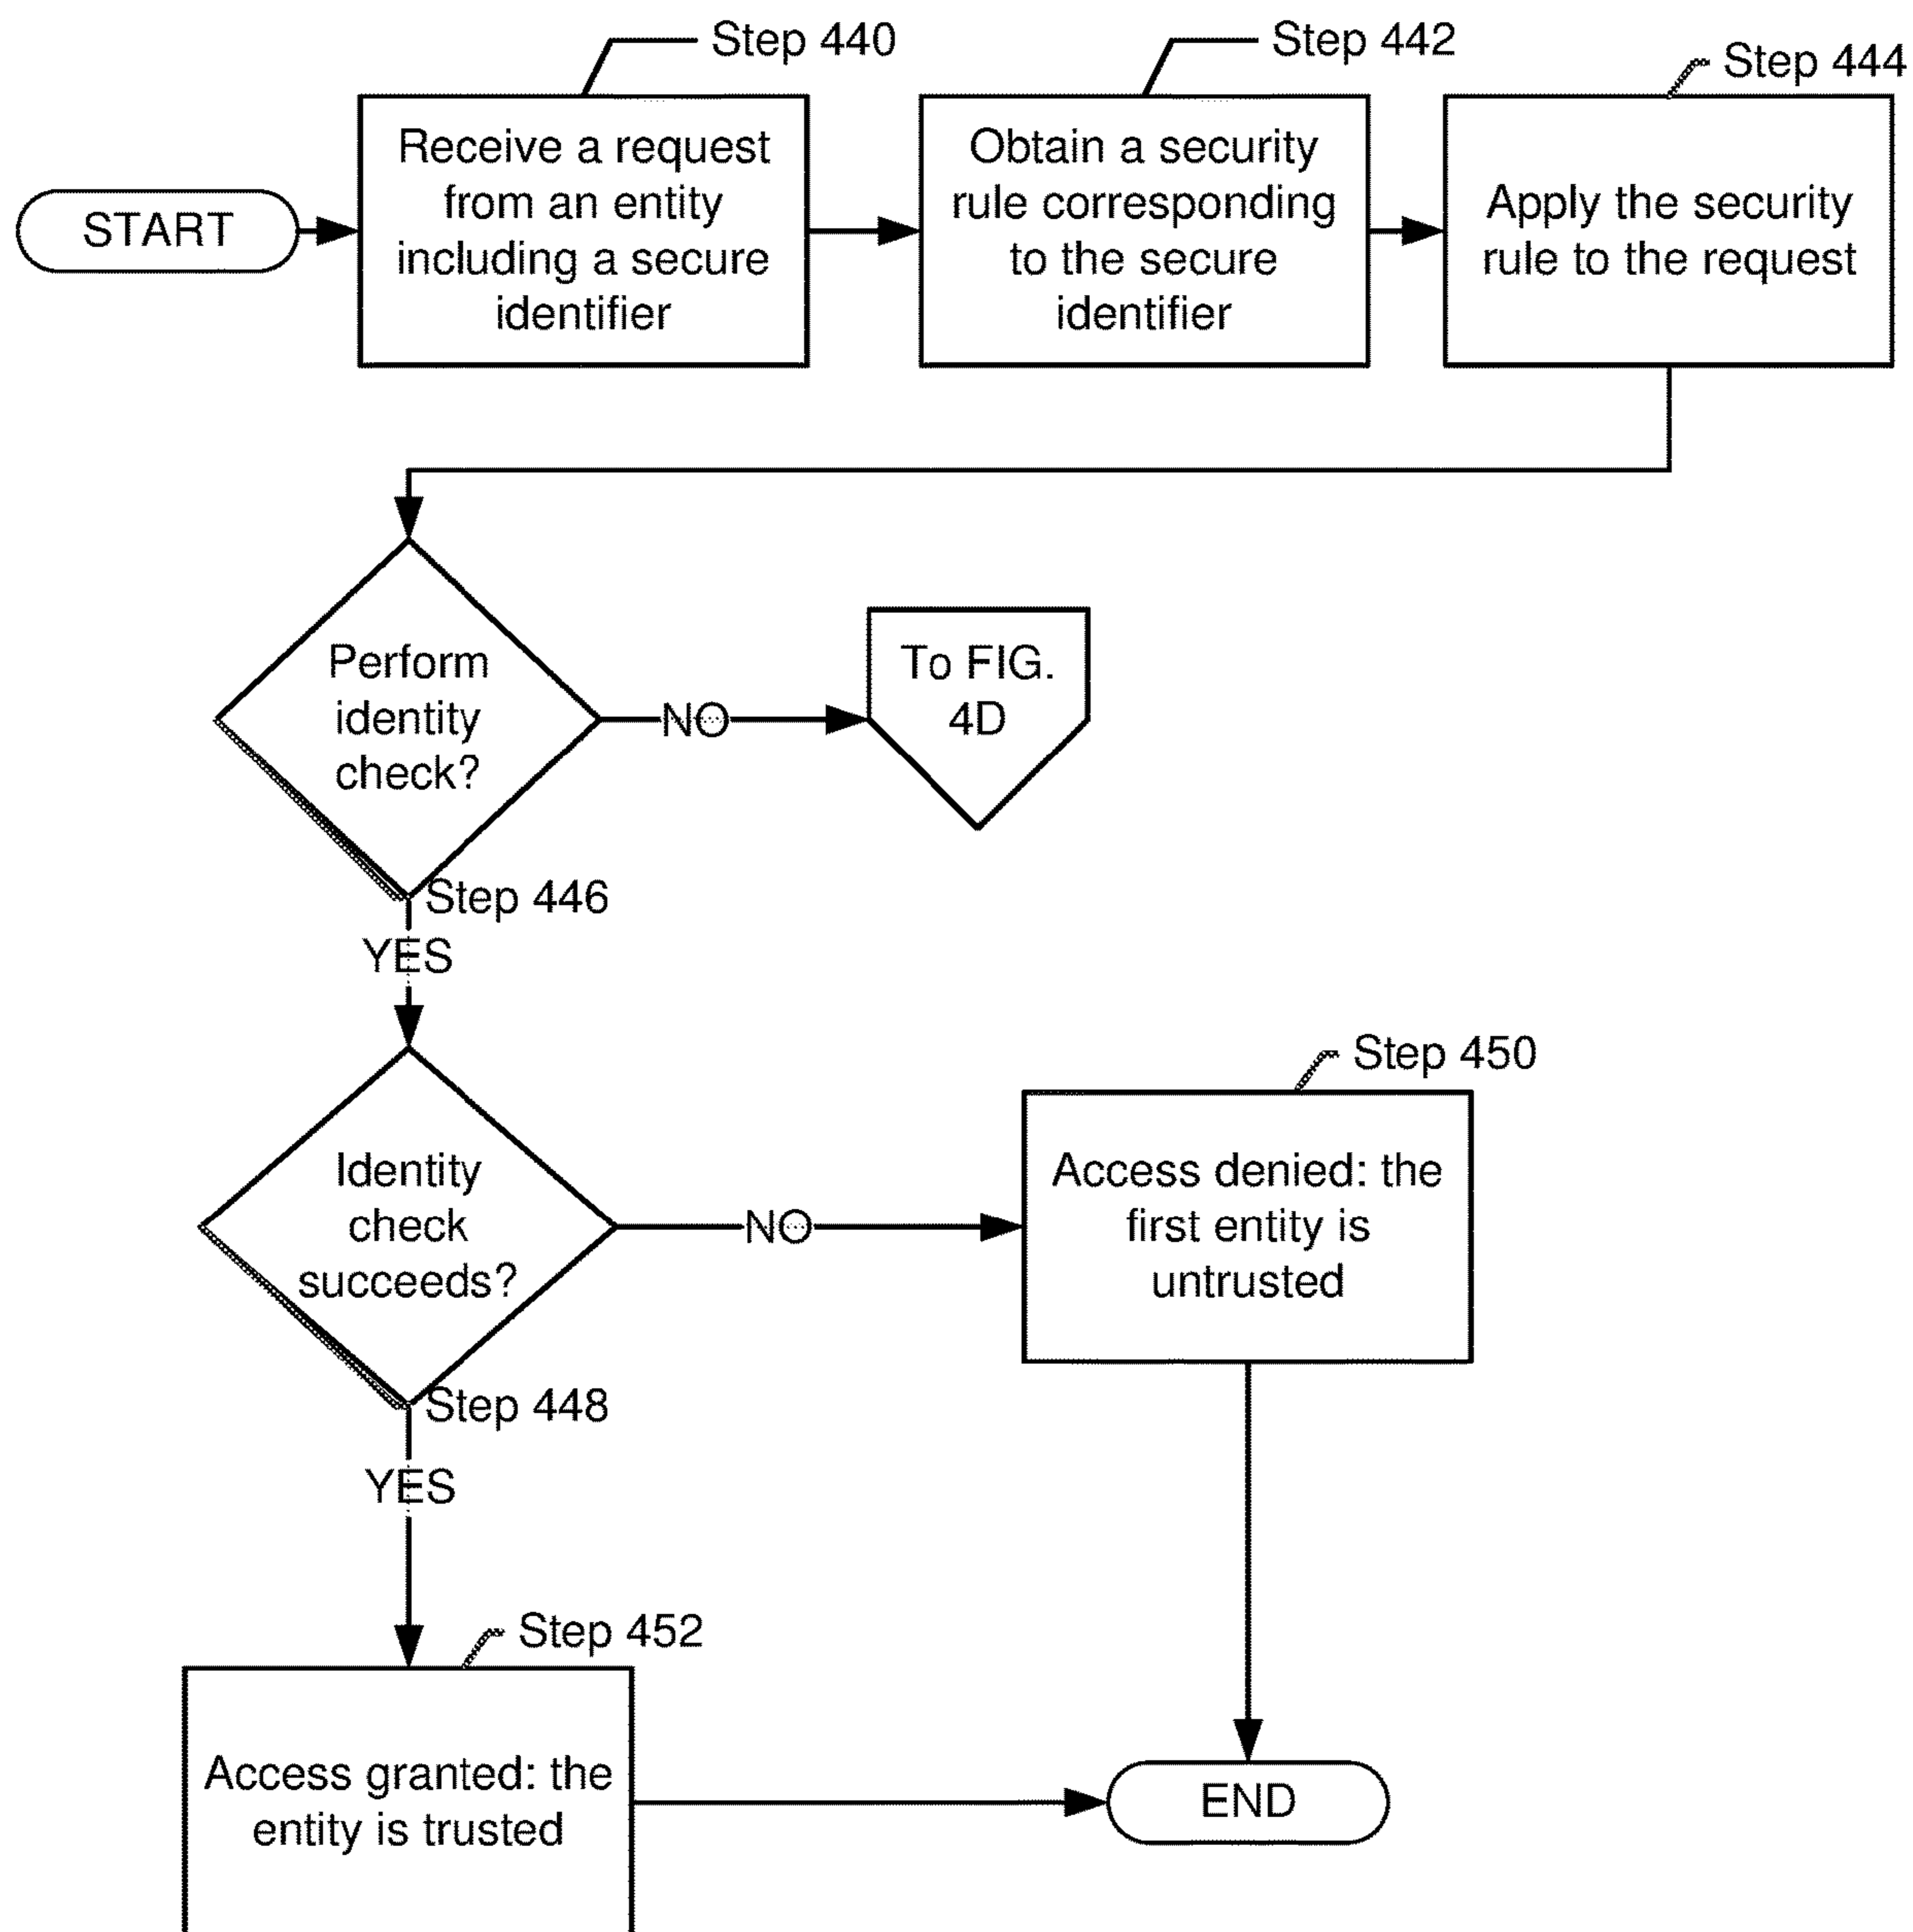 Step 440
Step 442
Step 444
START
Receive a request
from an entity
including a secure
identifier
Obtain a security
rule corresponding
to the secure
identifier
Apply the security
rule to the request
Perform
identity
check?
NO
To FIG.
4D
Step 446
YES
Identity
check
succeeds?
NO
Step 450
Access denied: the
first entity is
untrusted
Step 448
YES
Step 452
Access granted: the
entity is trusted
END